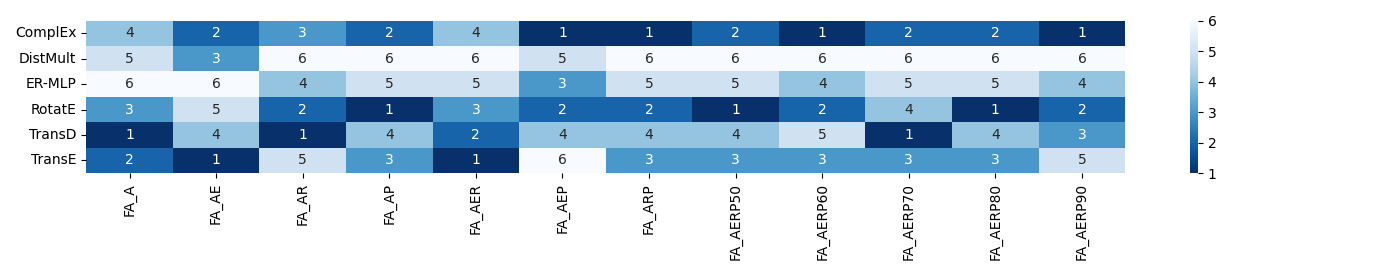 ComplEx 4 2 3 2 4 1 1 2 1 2 2 1
DistMult 5 3 6 6 6 5 6 6 6 6 6 6
ER-MLP 6 6 4 5 5 3 5 5 4 5 5 4
RotatE 3 5 2 1 3 2 2 1 2 4 1 2
TransD 1 4 1 4 2 4 4 4 5 1 4 3
TransE 2 1 5 3 1 6 3 3 3 3 3 5
FA_A FA_AE FA_AR FA_AP FA_AER FA_AEP FA_ARP FA_AERP50 FA_AERP60 FA_AERP70 FA_AERP80 FA_AERP90
6
5
4
3
2
1